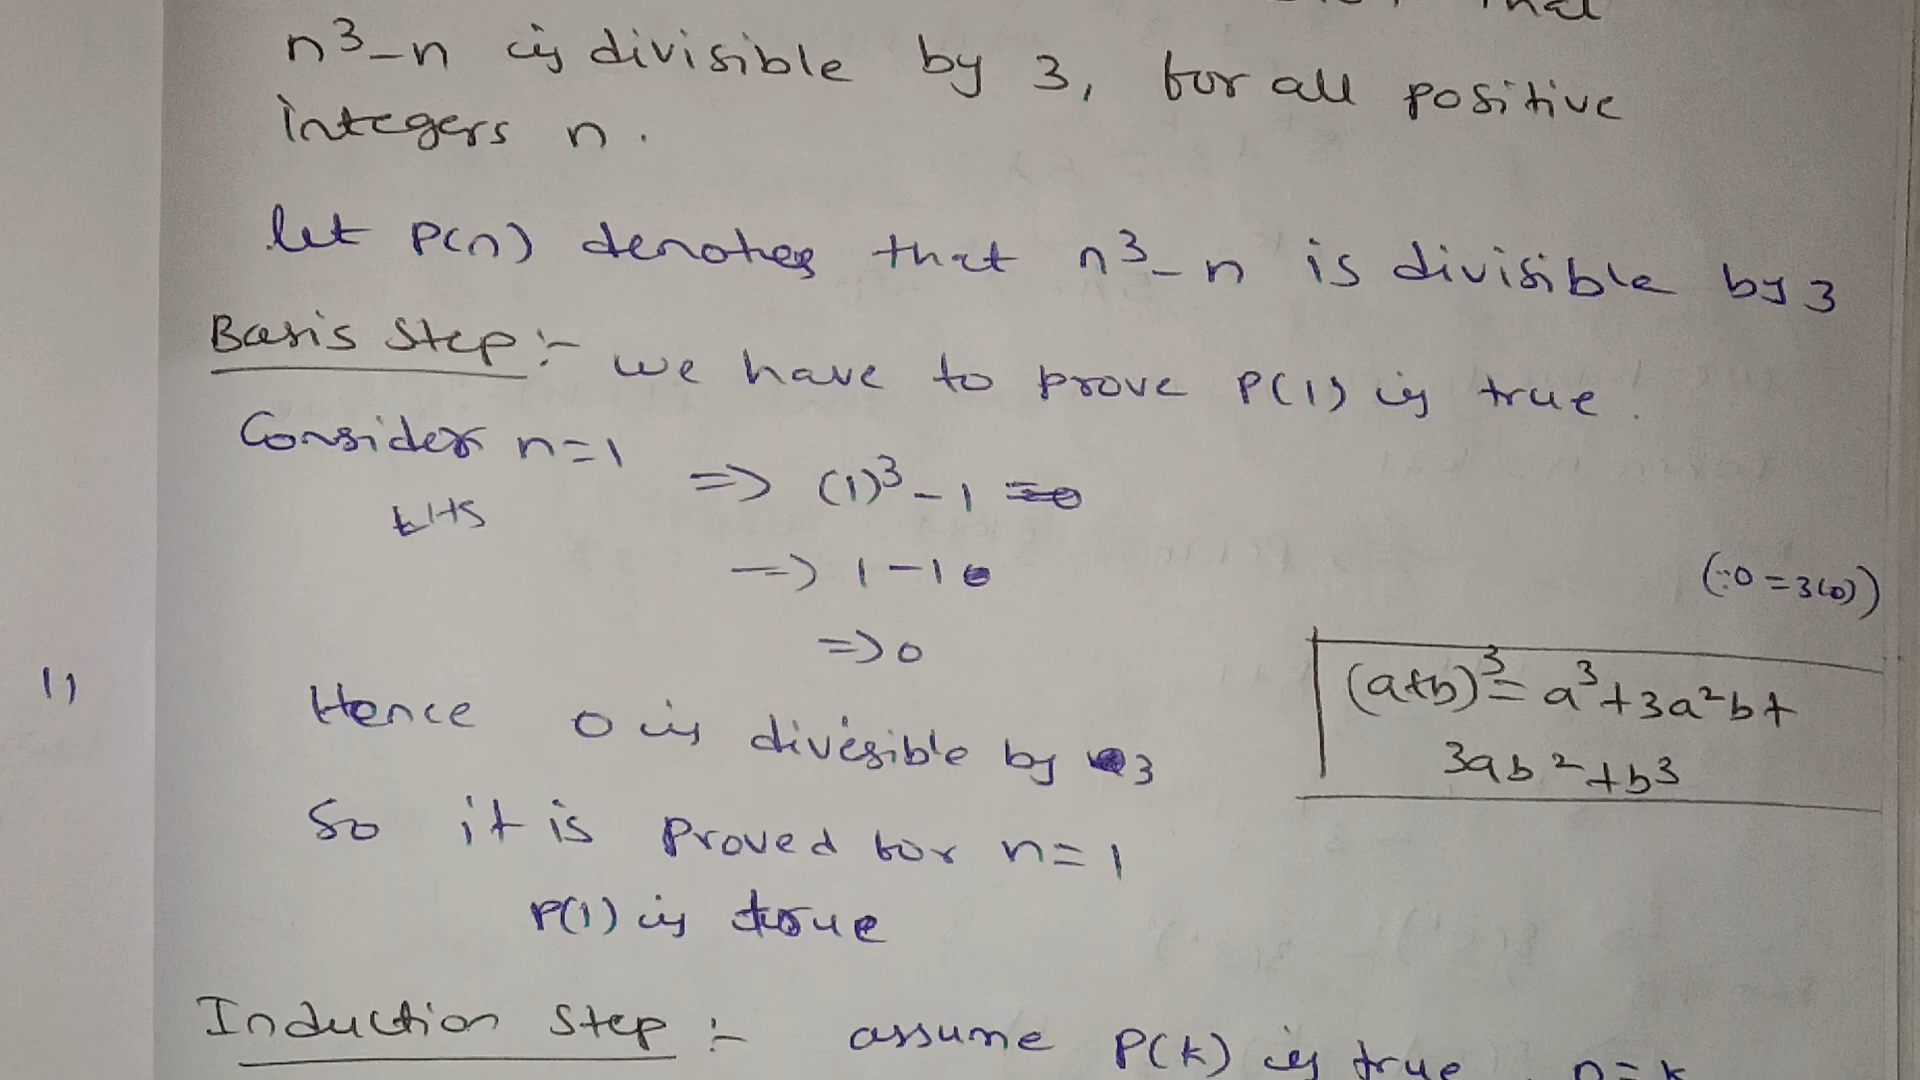 that
n³-n is divisible by 3, for all positive
integers n.
let P(n) denotes that n³-n is divisible by 3
Basis Step :- we have to prove P(1) is true.
Consider n=1
LHS
=> (1)³-1 =0
=> 1-1
=> 0
(∵0=3(0))
1)
(a+b)³ = a³+3a²b+
3ab²+b³
Hence 0 is divisible by 3
So it is proved for n=1
P(1) is true
Induction Step :- assume P(k) is true, n=k